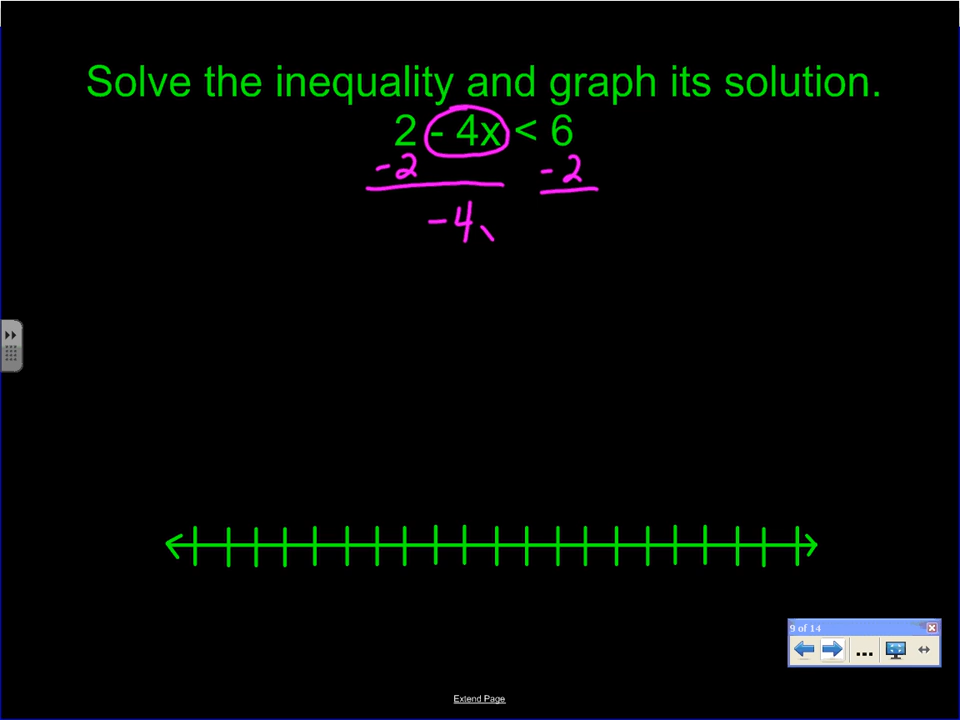 Solve the inequality and graph its solution.
2 - 4x < 6
-2 -2
-4
9 of 14
...
Extend Page